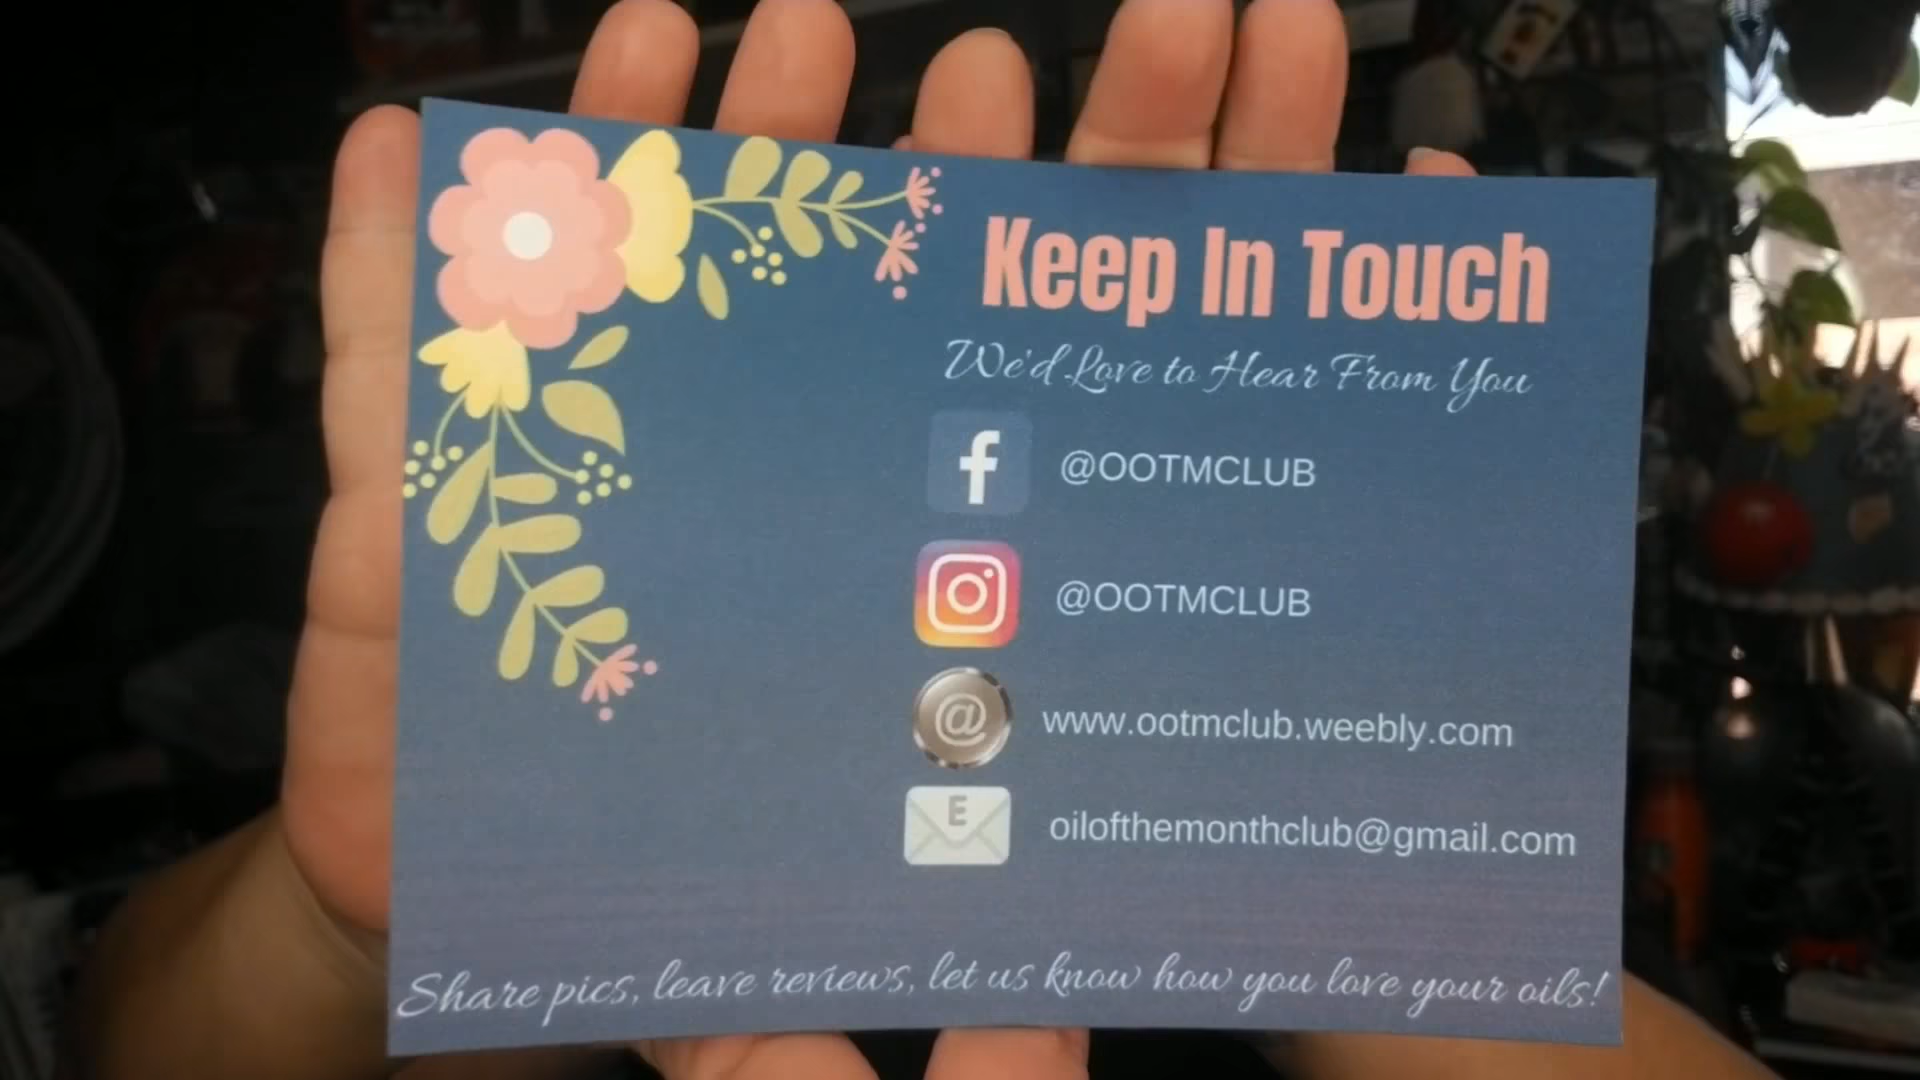 Keep In Touch
We'd Love to Hear From You
f @OOTMCLUB
@OOTMCLUB
@ www.ootmclub.weebly.com
E oilofthemonthclub@gmail.com
Share pics, leave reviews, let us know how you love your oils!